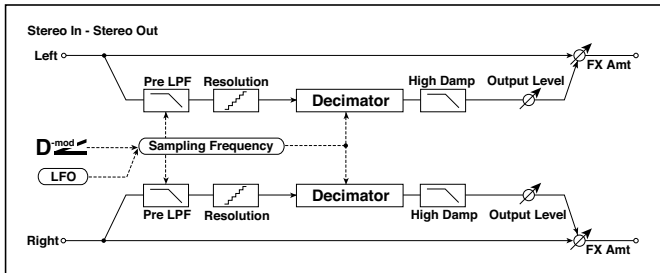 Stereo In - Stereo Out
Left
FX Amt
Pre LPF
Resolution
High Damp
Output Level
Decimator
D-mod
Sampling Frequency
LFO
Decimator
Pre LPF
Resolution
High Damp
Output Level
Right
FX Amt